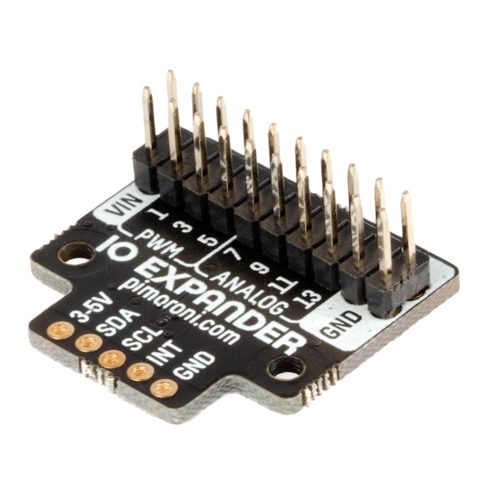 VIN
1 3 5 7 9 11 13
PWM ANALOG
GND
IO EXPANDER
pimoroni.com
3-5V
SDA
SCL
INT
GND